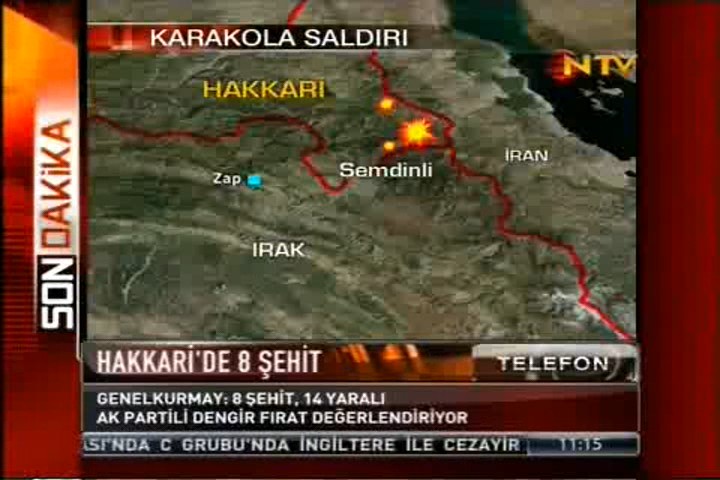 KARAKOLA SALDIRI
NTV
HAKKARİ
İRAN
Semdinli
Zap
IRAK
SON DAKİKA
HAKKARİ'DE 8 ŞEHİT
TELEFON
GENELKURMAY: 8 ŞEHİT, 14 YARALI
AK PARTİLİ DENGİR FIRAT DEĞERLENDİRİYOR
ASI'NDA C GRUBU'NDA İNGİLTERE İLE CEZAYİR
11:15